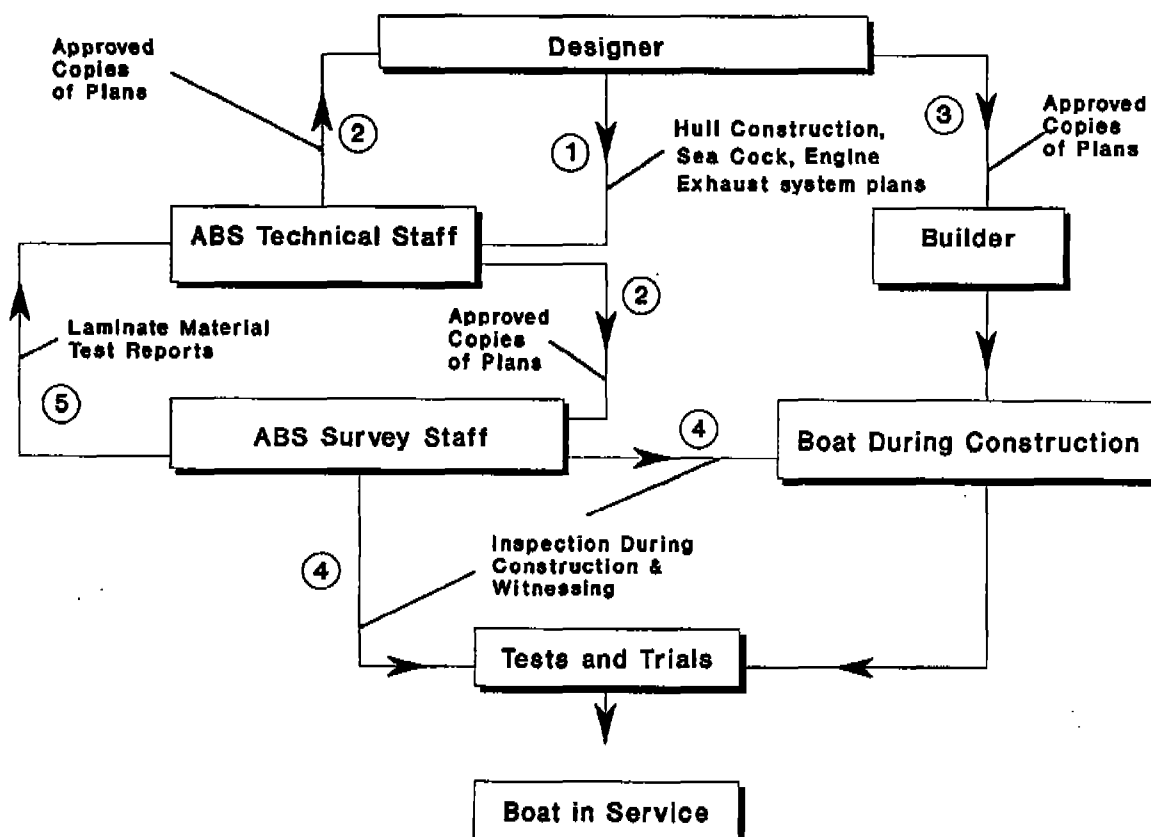 Designer
Approved
Copies
of Plans
2
1
Hull Construction,
Sea Cock, Engine
Exhaust system plans
3
Approved
Copies
of Plans
ABS Technical Staff
Builder
2
Approved
Copies
of Plans
Laminate Material
Test Reports
5
ABS Survey Staff
4
Boat During Construction
4
Inspection During
Construction &
Witnessing
Tests and Trials
Boat in Service